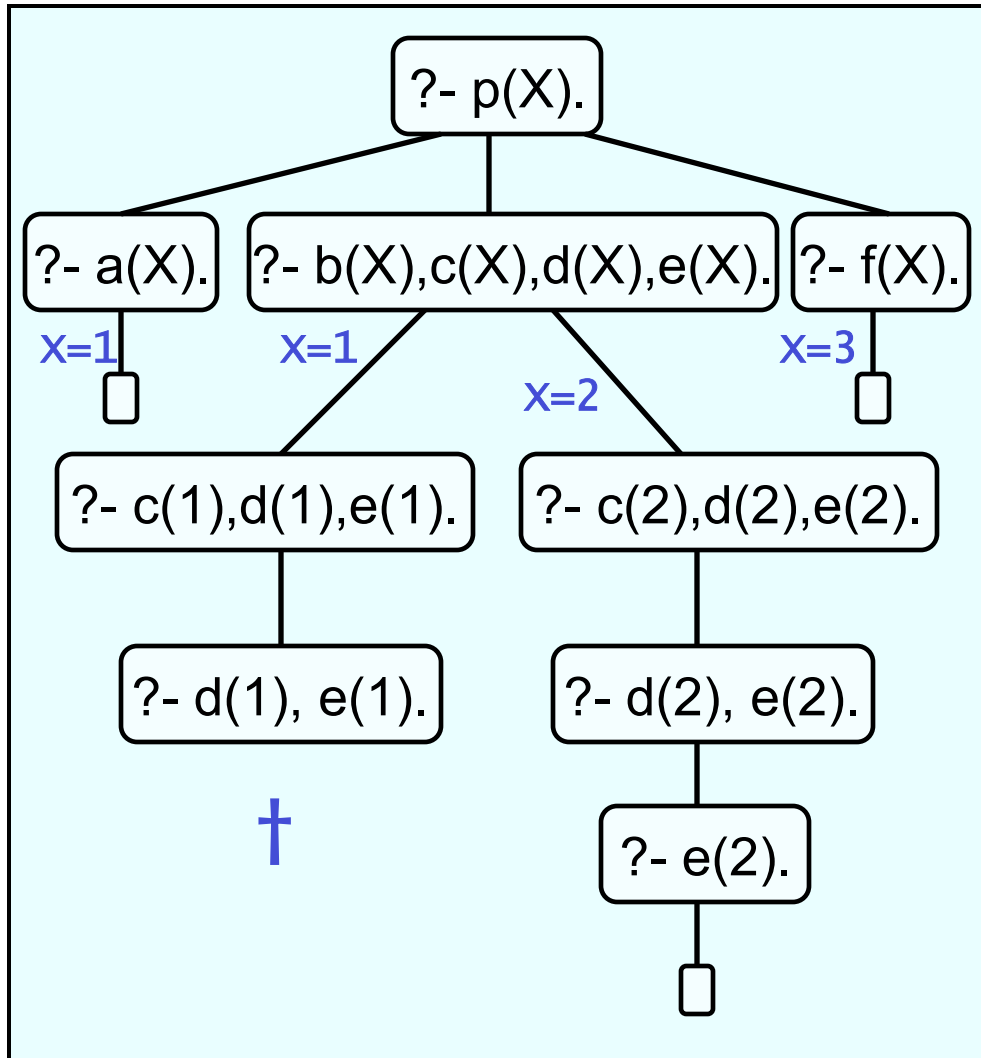 ?- p(X).
?- a(X).
?- b(X),c(X),d(X),e(X).
?- f(X).
X=1
X=1
X=3
X=2
?- c(1),d(1),e(1).
?- c(2),d(2),e(2).
?- d(1), e(1).
?- d(2), e(2).
†
?- e(2).